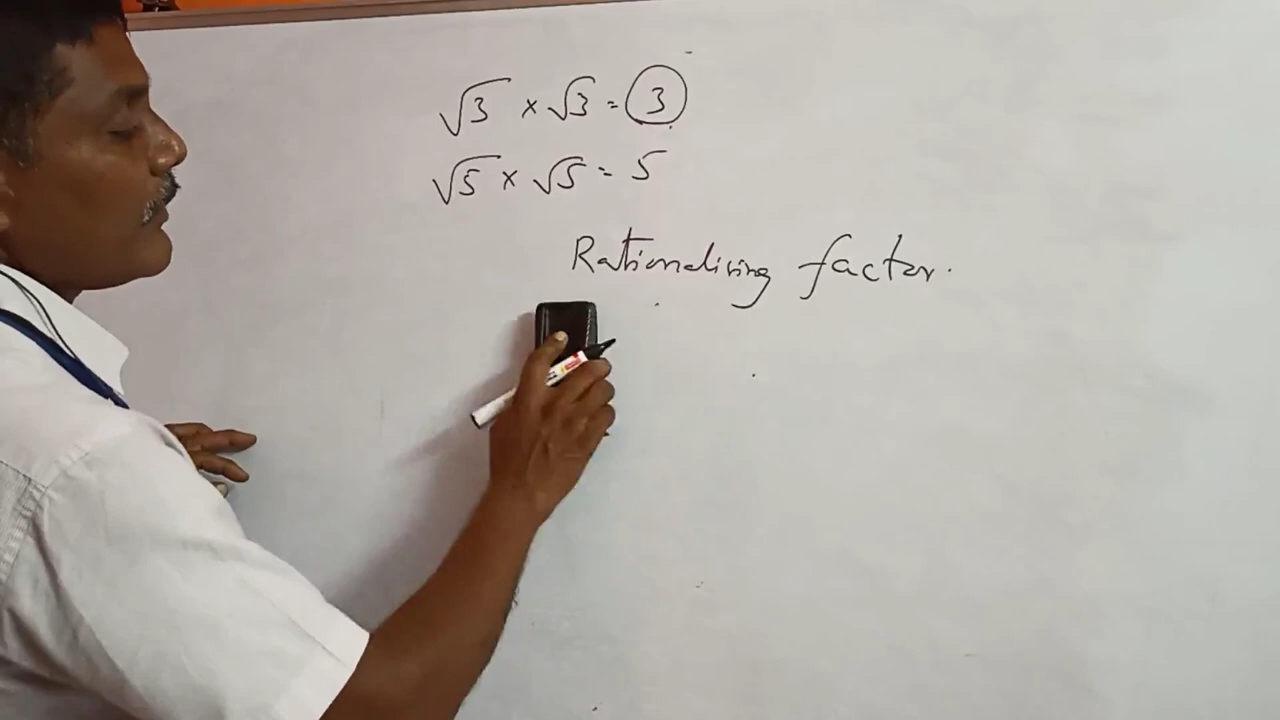 √3 × √3 = 3
√5 × √5 = 5
Rationalising factor.